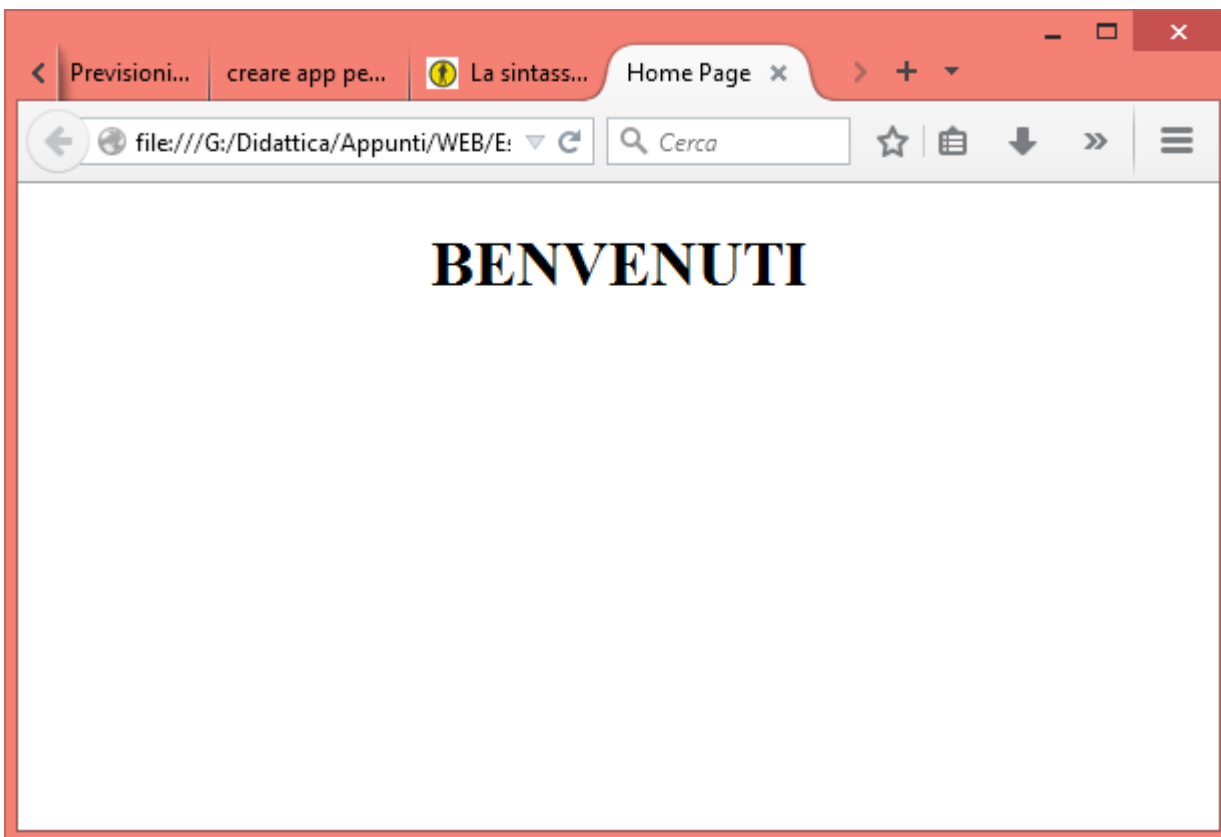 Previsioni... creare app pe... La sintass... Home Page
file:///G:/Didattica/Appunti/WEB/E Cerca
BENVENUTI